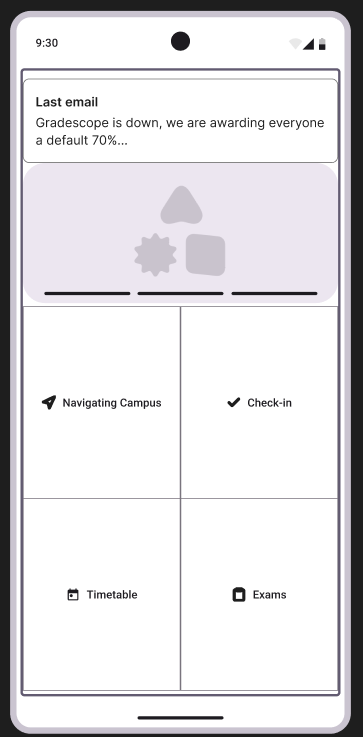 9:30
Last email
Gradescope is down, we are awarding everyone
a default 70%...
Navigating Campus
Check-in
Timetable
Exams